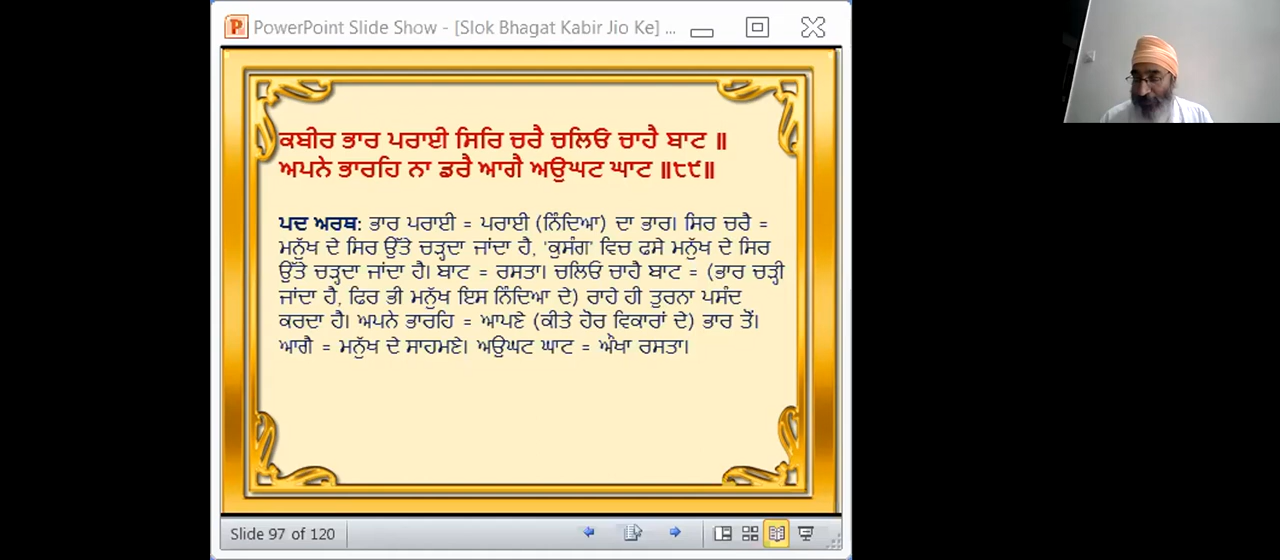 PowerPoint Slide Show - [Slok Bhagat Kabir Jio Ke] ...
ਕਬੀਰ ਭਾਰ ਪਰਾਈ ਸਿਰਿ ਚਰੈ ਚਲਿਓ ਚਾਹੈ ਬਾਟ ॥
ਅਪਨੇ ਭਾਰਹਿ ਨਾ ਡਰੈ ਆਗੈ ਅਉਘਟ ਘਾਟ ॥੮੯॥
ਪਦ ਅਰਥ: ਭਾਰ ਪਰਾਈ = ਪਰਾਈ (ਨਿੰਦਿਆ) ਦਾ ਭਾਰ। ਸਿਰ ਚਰੈ =
ਮਨੁੱਖ ਦੇ ਸਿਰ ਉੱਤੇ ਚੜ੍ਹਦਾ ਜਾਂਦਾ ਹੈ, 'ਕੁਸੰਗ' ਵਿਚ ਫਸੇ ਮਨੁੱਖ ਦੇ ਸਿਰ
ਉੱਤੇ ਚੜ੍ਹਦਾ ਜਾਂਦਾ ਹੈ। ਬਾਟ = ਰਸਤਾ। ਚਲਿਓ ਚਾਹੈ ਬਾਟ = (ਭਾਰ ਚੜ੍ਹੀ
ਜਾਂਦਾ ਹੈ, ਫਿਰ ਭੀ ਮਨੁੱਖ ਇਸ ਨਿੰਦਿਆ ਦੇ) ਰਾਹੇ ਹੀ ਤੁਰਨਾ ਪਸੰਦ
ਕਰਦਾ ਹੈ। ਅਪਨੇ ਭਾਰਹਿ = ਆਪਣੇ (ਕੀਤੇ ਹੋਰ ਵਿਕਾਰਾਂ ਦੇ) ਭਾਰ ਤੋਂ।
ਆਗੈ = ਮਨੁੱਖ ਦੇ ਸਾਹਮਣੇ। ਅਉਘਟ ਘਾਟ = ਔਖਾ ਰਸਤਾ।
Slide 97 of 120